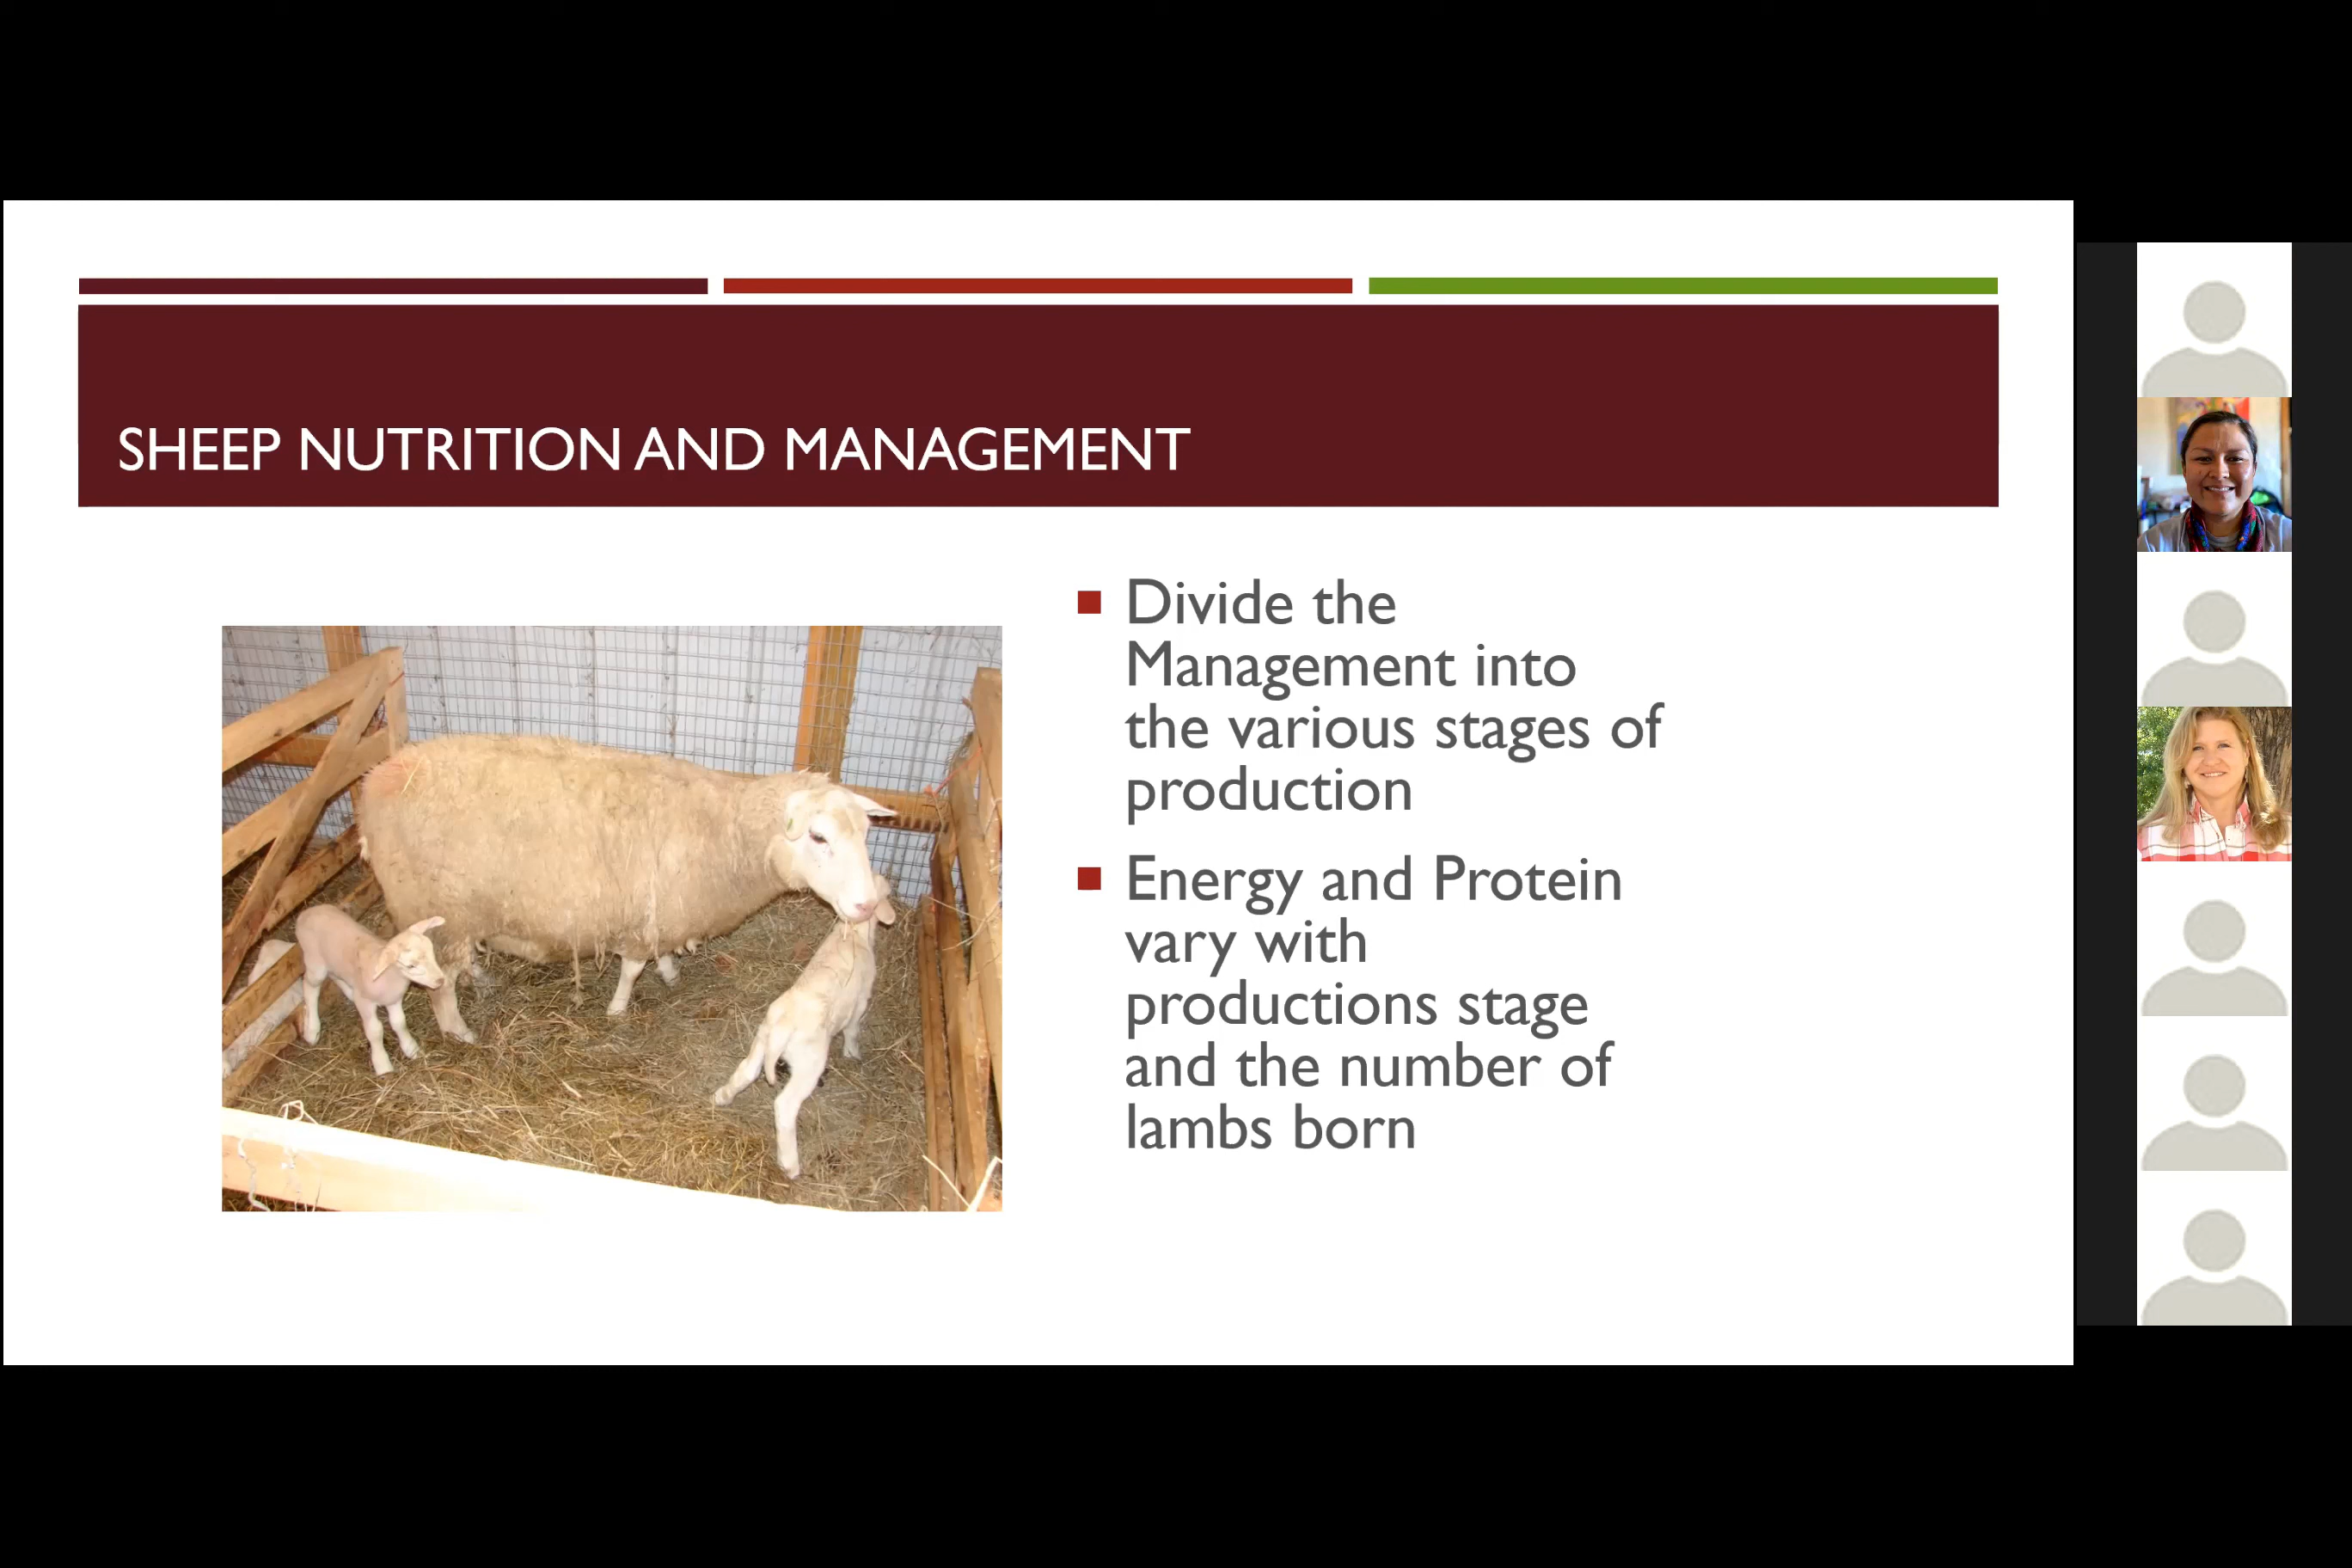 SHEEP NUTRITION AND MANAGEMENT
Divide the
Management into
the various stages of
production
Energy and Protein
vary with
productions stage
and the number of
lambs born